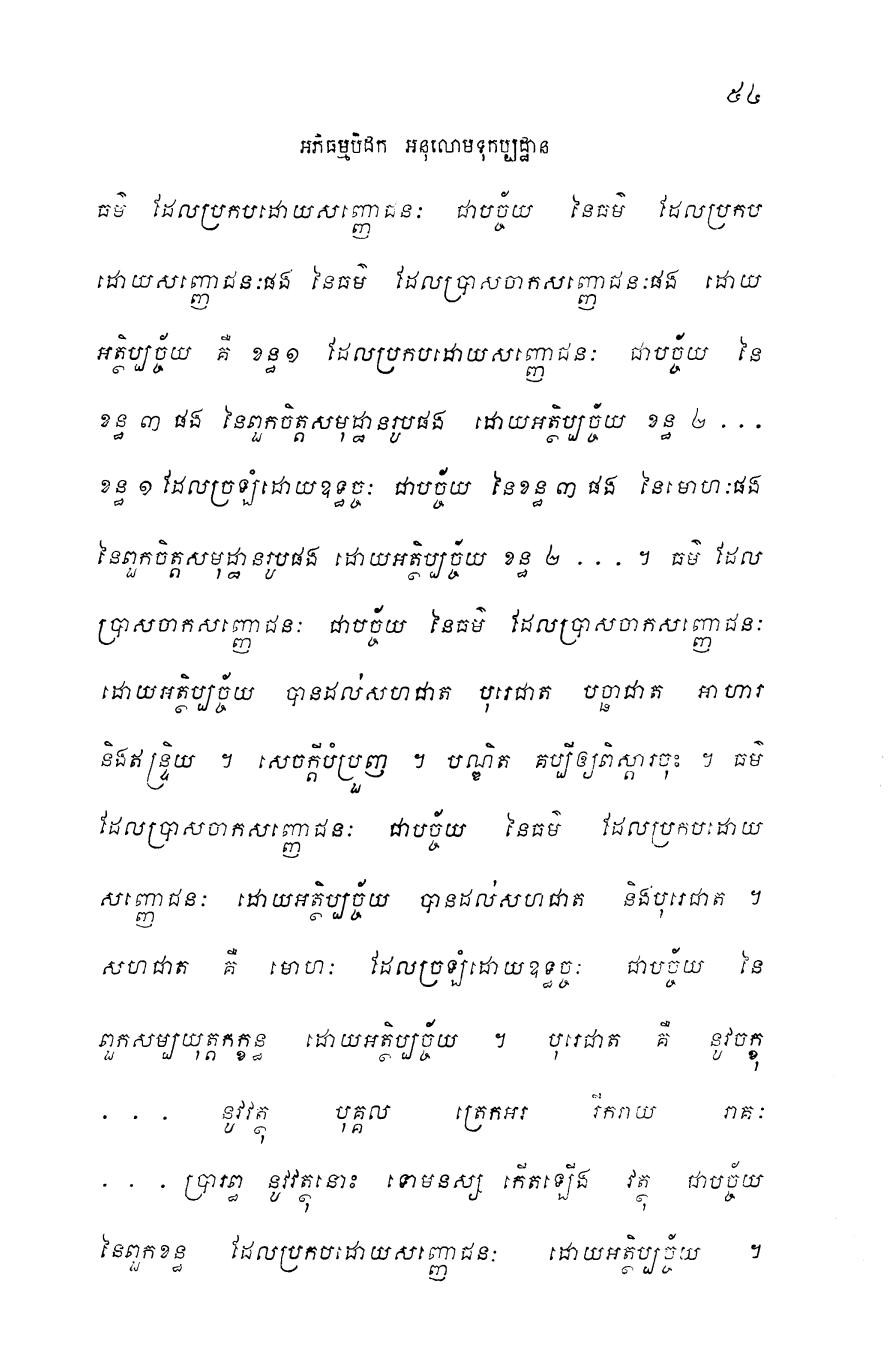 ៥៤
អភិធម្មបិដក អនុលោមទុកប្បដ្ឋាន
ធម៌ ដែលប្រកបដោយសញ្ញោជនៈ ជាបច្ច័យ នៃធម៌ ដែលប្រកប
ដោយសញ្ញោជនៈផង នៃធម៌ ដែលប្រាសចាកសញ្ញោជនៈផង ដោយ
អត្ថិប្បច្ច័យ គឺ ខន្ធ១ ដែលប្រកបដោយសញ្ញោជនៈ ជាបច្ច័យ នៃ
ខន្ធ ៣ ផង នៃពួកចិត្តសមុដ្ឋានរូបផង ដោយអត្ថិប្បច្ច័យ ខន្ធ ២ . . .
ខន្ធ ១ ដែលច្រឡំដោយឧទ្ធច្ចៈ ជាបច្ច័យ នៃខន្ធ ៣ ផង នៃមោហៈផង
នៃពួកចិត្តសមុដ្ឋានរូបផង ដោយអត្ថិប្បច្ច័យ ខន្ធ ២ . . . ។ ធម៌ ដែល
ប្រាសចាកសញ្ញោជនៈ ជាបច្ច័យ នៃធម៌ ដែលប្រាសចាកសញ្ញោជនៈ
ដោយអត្ថិប្បច្ច័យ បានដល់សហជាត បុរេជាត បច្ឆាជាត អាហារ
និងឥន្ទ្រិយ ។ សេចក្តីបំប្រួញ ។ បណ្ឌិត គប្បីឲ្យពិស្តារចុះ ។ ធម៌
ដែលប្រាសចាកសញ្ញោជនៈ ជាបច្ច័យ នៃធម៌ ដែលប្រកបដោយ
សញ្ញោជនៈ ដោយអត្ថិប្បច្ច័យ បានដល់សហជាត និងបុរេជាត ។
សហជាត គឺ មោហៈ ដែលច្រឡំដោយឧទ្ធច្ចៈ ជាបច្ច័យ នៃ
ពួកសម្បយុត្តកក្ខន្ធ ដោយអត្ថិប្បច្ច័យ ។ បុរេជាត គឺ នូវចក្ខុ
. . . នូវវត្ថុ បុគ្គល ត្រេកអរ រីករាយ រាគៈ
. . . ប្រារព្ធ នូវវត្ថុនោះ ទោមនស្ស កើតឡើង វត្ថុ ជាបច្ច័យ
នៃពួកខន្ធ ដែលប្រកបដោយសញ្ញោជនៈ ដោយអត្ថិប្បច្ច័យ ។